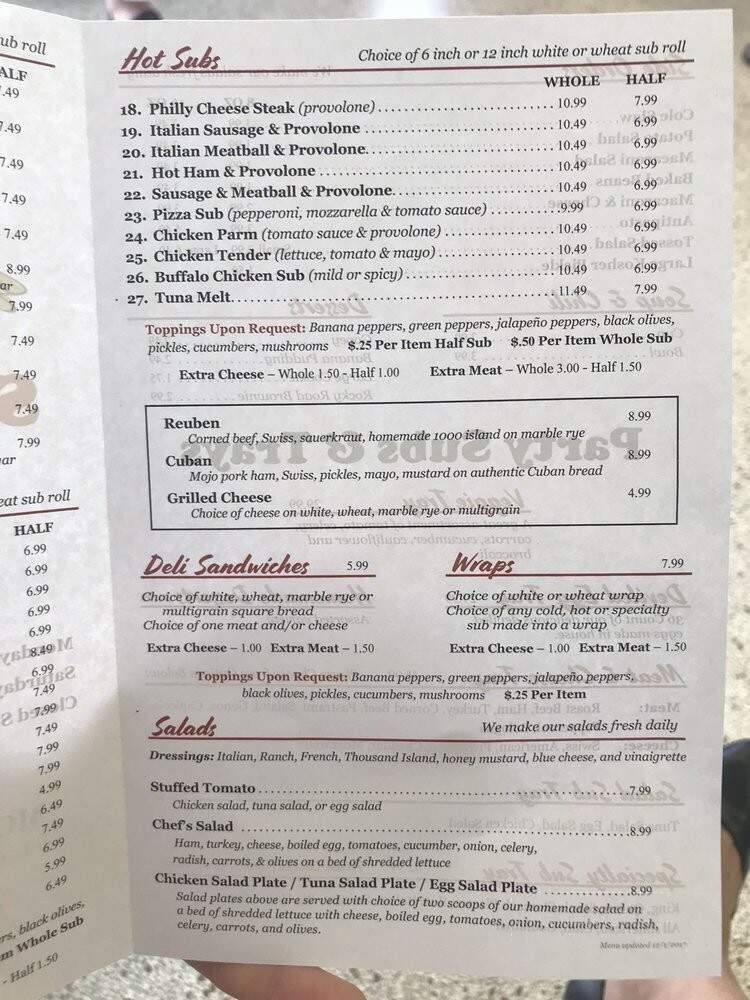 ub roll
ALF
.49
7.49
7.49
7.49
7.49
8.99
ar
7.99
7.49
7.49
7.49
7.99
ar
eat sub roll
HALF
6.99
6.99
6.99
6.99
6.99
8.49
6.99
7.49
7.99
7.49
7.99
7.99
4.99
6.49
7.49
6.99
5.99
6.49
rs, black olives,
m Whole Sub
- Half 1.50
Hot Subs Choice of 6 inch or 12 inch white or wheat sub roll
WHOLE HALF
18. Philly Cheese Steak (provolone) 10.99 7.99
19. Italian Sausage & Provolone 10.49 6.99
20. Italian Meatball & Provolone 10.49 6.99
21. Hot Ham & Provolone 10.49 6.99
22. Sausage & Meatball & Provolone 10.49 6.99
23. Pizza Sub (pepperoni, mozzarella & tomato sauce) 9.99 6.99
24. Chicken Parm (tomato sauce & provolone) 10.49 6.99
25. Chicken Tender (lettuce, tomato & mayo) 10.49 6.99
26. Buffalo Chicken Sub (mild or spicy) 10.49 6.99
27. Tuna Melt 11.49 7.99
Toppings Upon Request: Banana peppers, green peppers, jalapeño peppers, black olives,
pickles, cucumbers, mushrooms $.25 Per Item Half Sub $.50 Per Item Whole Sub
Extra Cheese – Whole 1.50 - Half 1.00 Extra Meat – Whole 3.00 - Half 1.50
Reuben 8.99
Corned beef, Swiss, sauerkraut, homemade 1000 island on marble rye
Cuban 8.99
Mojo pork ham, Swiss, pickles, mayo, mustard on authentic Cuban bread
Grilled Cheese 4.99
Choice of cheese on white, wheat, marble rye or multigrain
Deli Sandwiches 5.99
Choice of white, wheat, marble rye or
multigrain square bread
Choice of one meat and/or cheese
Extra Cheese – 1.00 Extra Meat – 1.50
Wraps 7.99
Choice of white or wheat wrap
Choice of any cold, hot or specialty
sub made into a wrap
Extra Cheese – 1.00 Extra Meat – 1.50
Toppings Upon Request: Banana peppers, green peppers, jalapeño peppers,
black olives, pickles, cucumbers, mushrooms $.25 Per Item
Salads We make our salads fresh daily
Dressings: Italian, Ranch, French, Thousand Island, honey mustard, blue cheese, and vinaigrette
Stuffed Tomato 7.99
Chicken salad, tuna salad, or egg salad
Chef's Salad 8.99
Ham, turkey, cheese, boiled egg, tomatoes, cucumber, onion, celery,
radish, carrots, & olives on a bed of shredded lettuce
Chicken Salad Plate / Tuna Salad Plate / Egg Salad Plate 8.99
Salad plates above are served with choice of two scoops of our homemade salad on
a bed of shredded lettuce with cheese, boiled egg, tomatoes, onion, cucumbers, radish,
celery, carrots, and olives.
Menu updated 12/1/2017